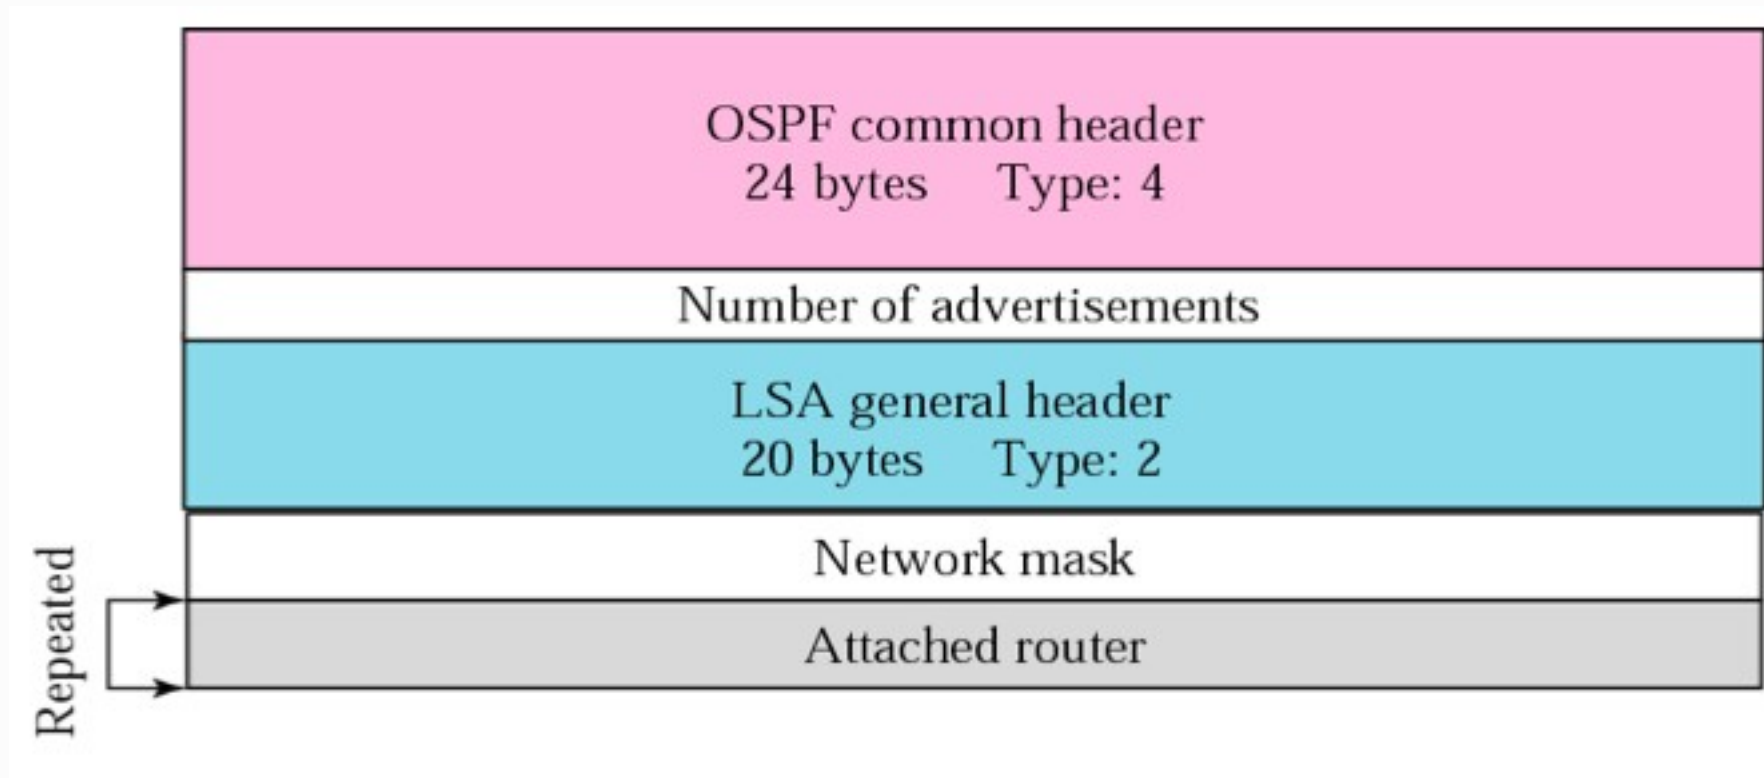 OSPF common header
24 bytes Type: 4
Number of advertisements
LSA general header
20 bytes Type: 2
Network mask
Repeated
Attached router